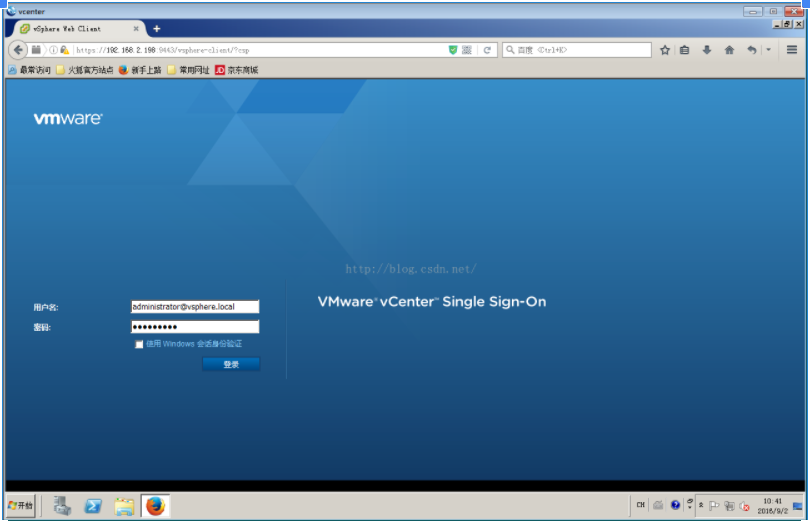 vcenter
vSphere Web Client
https://192.168.2.198:9443/vsphere-client/?csp
百度 <Ctrl+K>
最常访问 火狐官方站点 新手上路 常用网址 JD 京东商城
vmware®
http://blog.csdn.net/
用户名: administrator@vsphere.local
VMware® vCenter™ Single Sign-On
密码: •••••••••
使用 Windows 会话身份验证
登录
开始
CH
10:41
2016/9/2